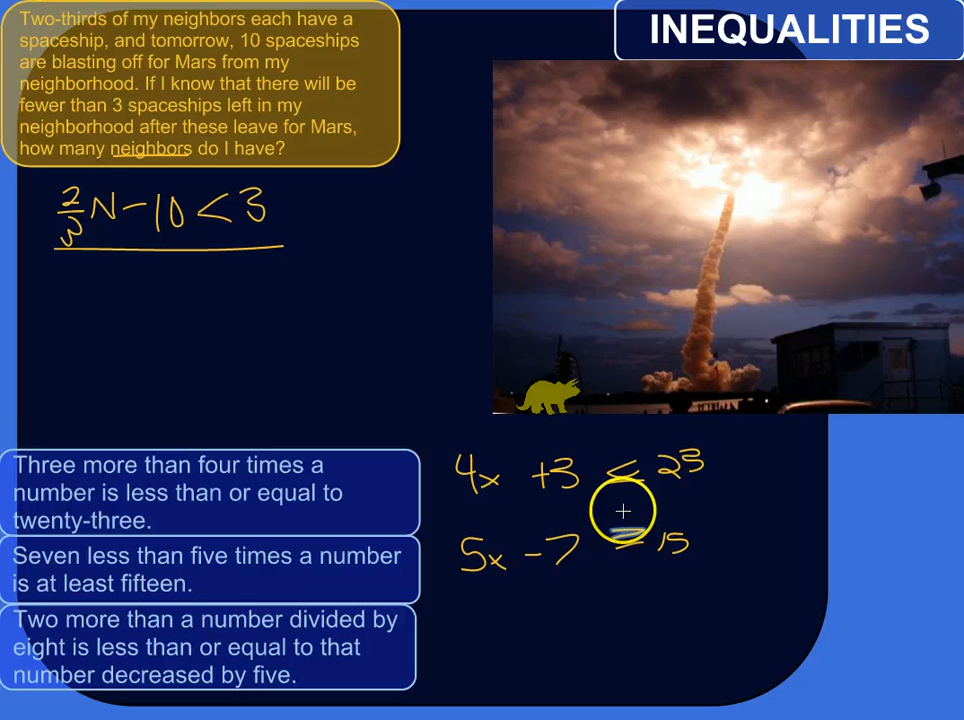 Two-thirds of my neighbors each have a
spaceship, and tomorrow, 10 spaceships
are blasting off for Mars from my
neighborhood. If I know that there will be
fewer than 3 spaceships left in my
neighborhood after these leave for Mars,
how many neighbors do I have?
INEQUALITIES
2/3 N - 10 < 3
Three more than four times a
number is less than or equal to
twenty-three.
4x + 3 ≤ 23
Seven less than five times a number
is at least fifteen.
5x - 7 ≥ 15
Two more than a number divided by
eight is less than or equal to that
number decreased by five.